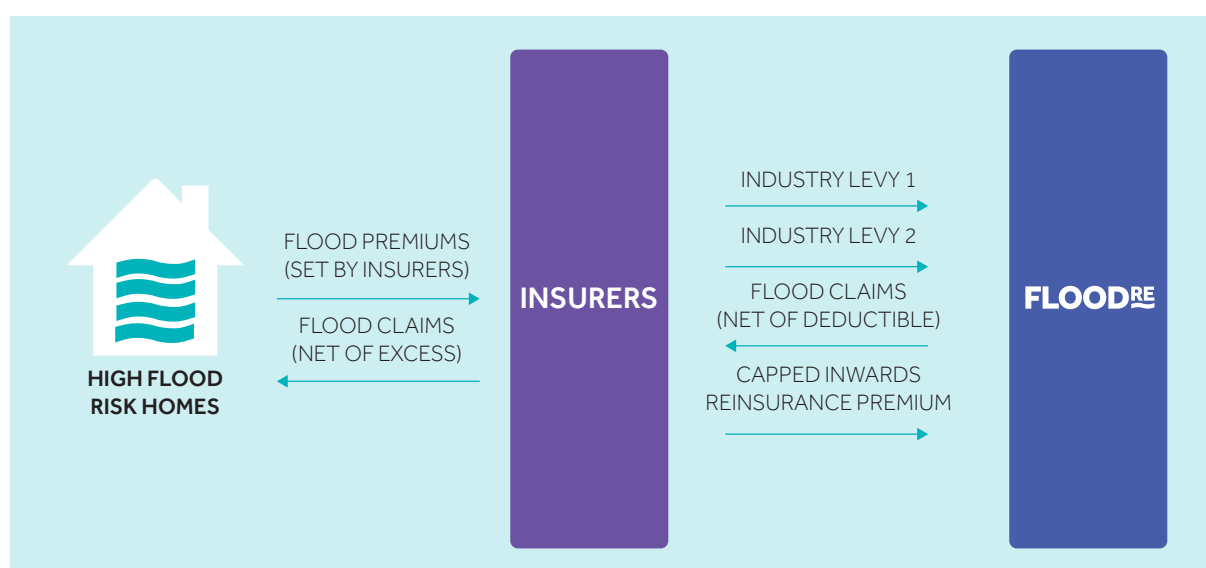 HIGH FLOOD
RISK HOMES
FLOOD PREMIUMS
(SET BY INSURERS)
FLOOD CLAIMS
(NET OF EXCESS)
INSURERS
INDUSTRY LEVY 1
INDUSTRY LEVY 2
FLOOD CLAIMS
(NET OF DEDUCTIBLE)
CAPPED INWARDS
REINSURANCE PREMIUM
FLOODRE